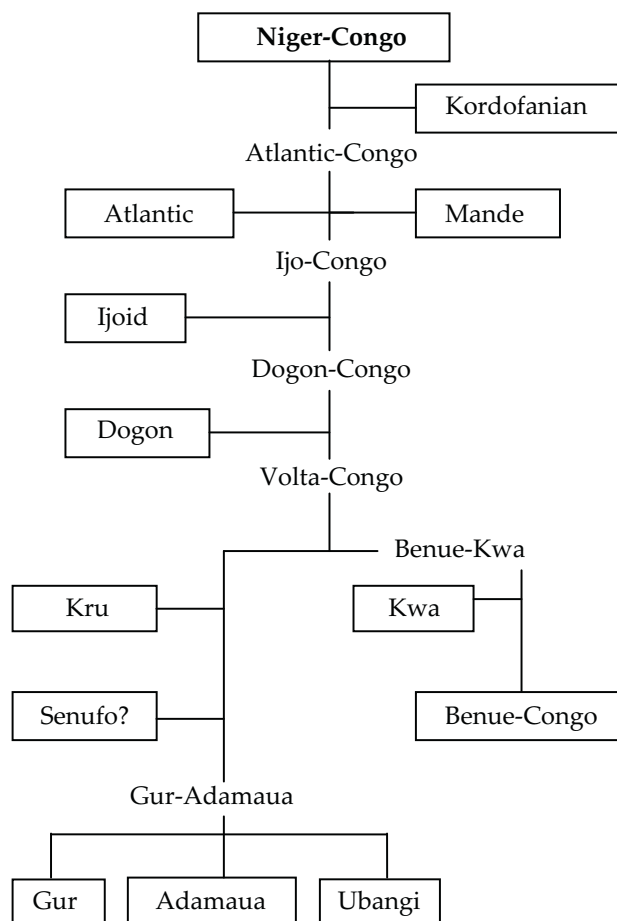 Niger-Congo
Kordofanian
Atlantic-Congo
Atlantic
Mande
Ijo-Congo
Ijoid
Dogon-Congo
Dogon
Volta-Congo
Benue-Kwa
Kru
Kwa
Senufo?
Benue-Congo
Gur-Adamaua
Gur
Adamaua
Ubangi